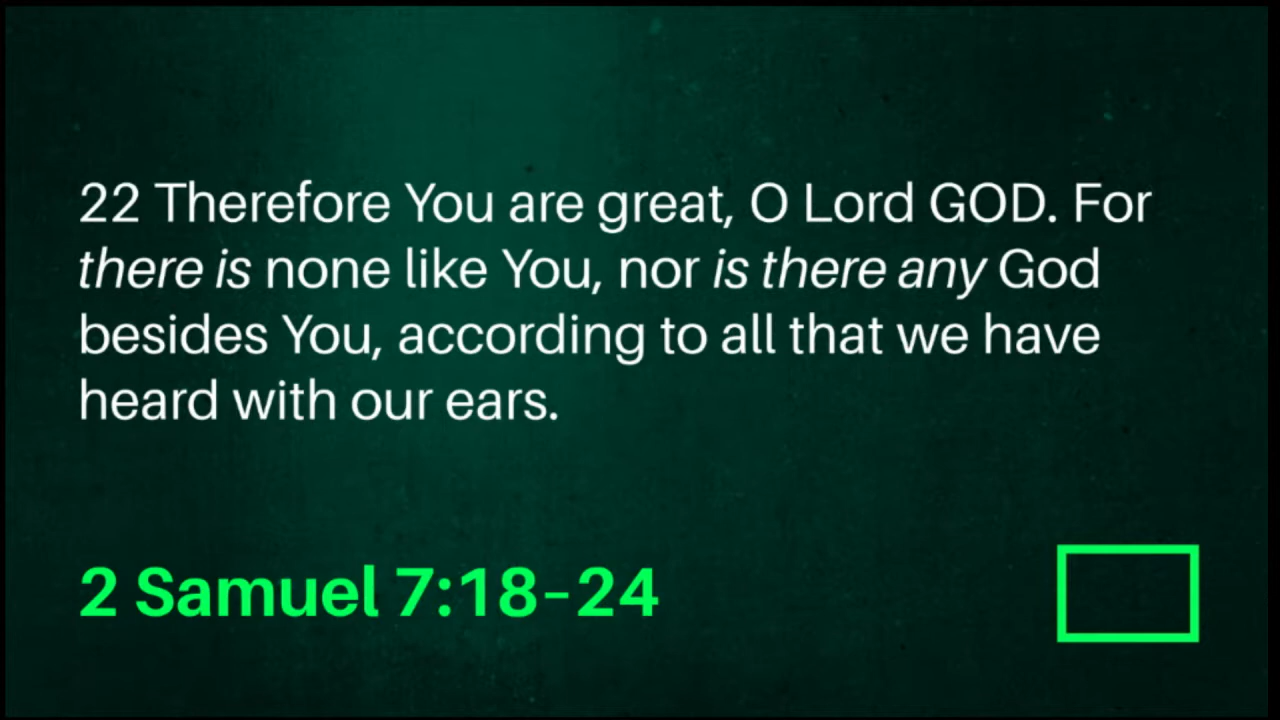 22 Therefore You are great, O Lord GOD. For
there is none like You, nor is there any God
besides You, according to all that we have
heard with our ears.
2 Samuel 7:18-24